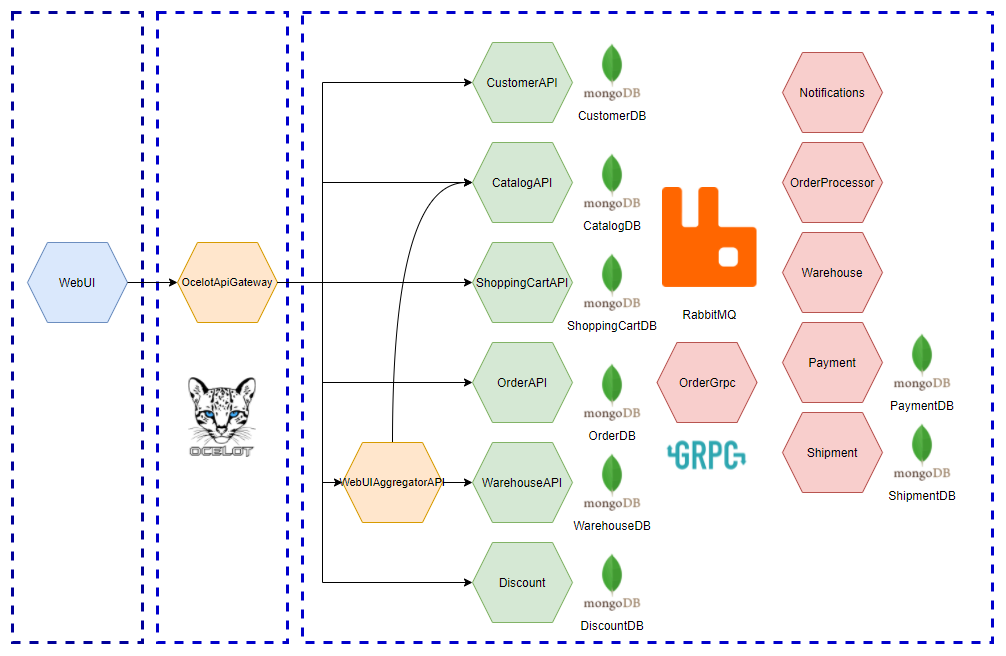 CustomerAPI
mongoDB
CustomerDB
Notifications
CatalogAPI
mongoDB
CatalogDB
OrderProcessor
WebUI
OcelotApiGateway
ShoppingCartAPI
mongoDB
ShoppingCartDB
RabbitMQ
Warehouse
OCELOT
OrderAPI
mongoDB
OrderDB
OrderGrpc
GRPC
Payment
mongoDB
PaymentDB
WebUIAggregatorAPI
WarehouseAPI
mongoDB
WarehouseDB
Shipment
mongoDB
ShipmentDB
Discount
mongoDB
DiscountDB